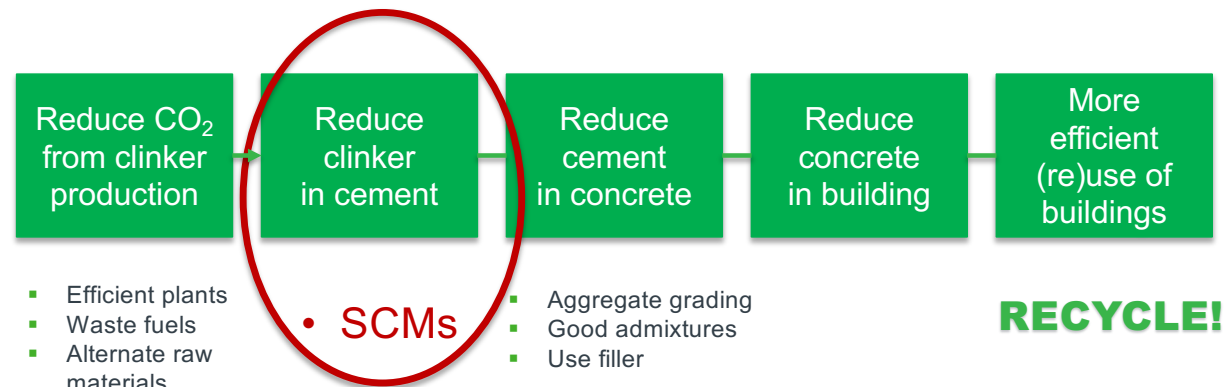 Reduce CO₂
from clinker
production
Reduce
clinker
in cement
Reduce
cement
in concrete
Reduce
concrete
in building
More
efficient
(re)use of
buildings
▪ Efficient plants
▪ Waste fuels
▪ Alternate raw
materials
• SCMs
▪ Aggregate grading
▪ Good admixtures
▪ Use filler
RECYCLE!